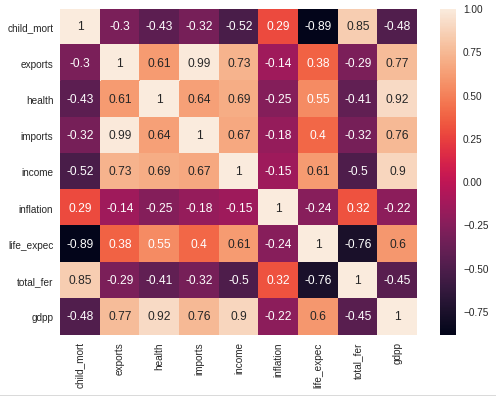 child_mort 1 -0.3 -0.43 -0.32 -0.52 0.29 -0.89 0.85 -0.48
exports -0.3 1 0.61 0.99 0.73 -0.14 0.38 -0.29 0.77
health -0.43 0.61 1 0.64 0.69 -0.25 0.55 -0.41 0.92
imports -0.32 0.99 0.64 1 0.67 -0.18 0.4 -0.32 0.76
income -0.52 0.73 0.69 0.67 1 -0.15 0.61 -0.5 0.9
inflation 0.29 -0.14 -0.25 -0.18 -0.15 1 -0.24 0.32 -0.22
life_expec -0.89 0.38 0.55 0.4 0.61 -0.24 1 -0.76 0.6
total_fer 0.85 -0.29 -0.41 -0.32 -0.5 0.32 -0.76 1 -0.45
gdpp -0.48 0.77 0.92 0.76 0.9 -0.22 0.6 -0.45 1
child_mort exports health imports income inflation life_expec total_fer gdpp
1.00
0.75
0.50
0.25
0.00
-0.25
-0.50
-0.75